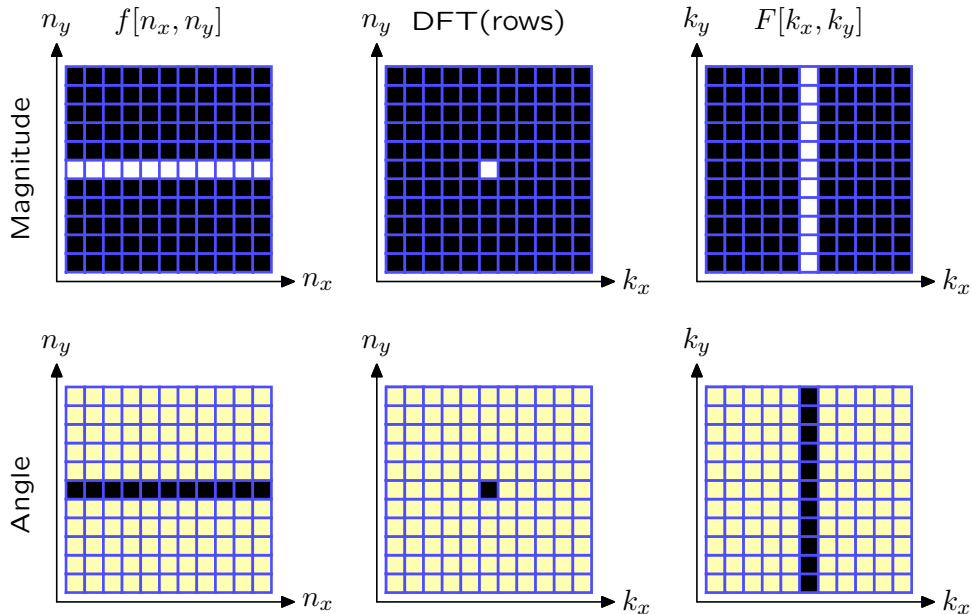 n_y f[n_x, n_y]
n_y DFT(rows)
k_y F[k_x, k_y]
Magnitude
n_x
k_x
k_x
n_y
n_y
k_y
Angle
n_x
k_x
k_x